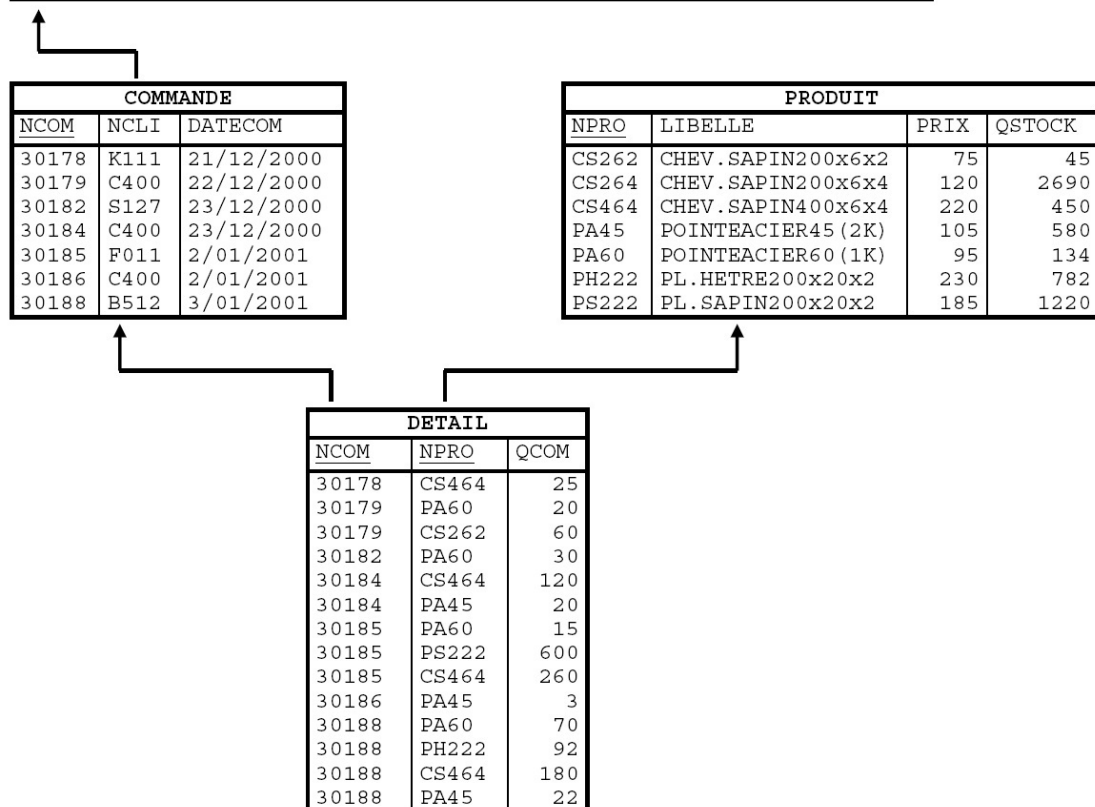 COMMANDE
NCOM NCLI DATECOM
30178 K111 21/12/2000
30179 C400 22/12/2000
30182 S127 23/12/2000
30184 C400 23/12/2000
30185 F011 2/01/2001
30186 C400 2/01/2001
30188 B512 3/01/2001
PRODUIT
NPRO LIBELLE PRIX QSTOCK
CS262 CHEV.SAPIN200x6x2 75 45
CS264 CHEV.SAPIN200x6x4 120 2690
CS464 CHEV.SAPIN400x6x4 220 450
PA45 POINTEACIER45(2K) 105 580
PA60 POINTEACIER60(1K) 95 134
PH222 PL.HETRE200x20x2 230 782
PS222 PL.SAPIN200x20x2 185 1220
DETAIL
NCOM NPRO QCOM
30178 CS464 25
30179 PA60 20
30179 CS262 60
30182 PA60 30
30184 CS464 120
30184 PA45 20
30185 PA60 15
30185 PS222 600
30185 CS464 260
30186 PA45 3
30188 PA60 70
30188 PH222 92
30188 CS464 180
30188 PA45 22